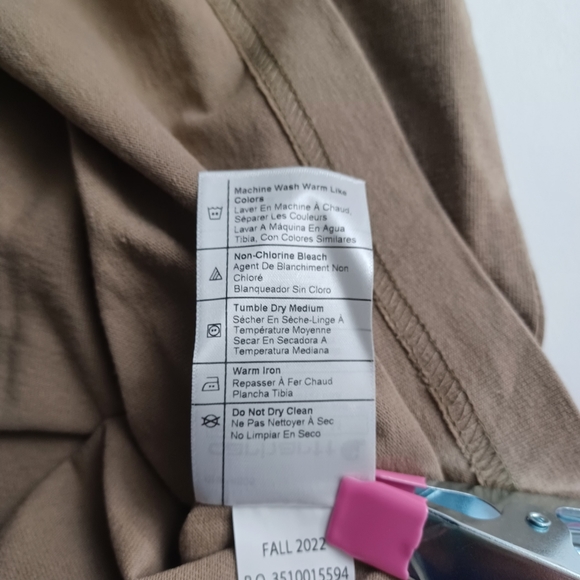 Machine Wash Warm Like
Colors
Laver En Machine À Chaud,
Séparer Les Couleurs
Lavar A Máquina En Agua
Tibia, Con Colores Similares
Non-Chlorine Bleach
Agent De Blanchiment Non
Chloré
Blanqueador Sin Cloro
Tumble Dry Medium
Sécher En Sèche-Linge À
Température Moyenne
Secar En Secadora A
Temperatura Mediana
Warm Iron
Repasser À Fer Chaud
Plancha Tibia
Do Not Dry Clean
Ne Pas Nettoyer À Sec
No Limpiar En Seco
FALL 2022
P.O. 3510015594